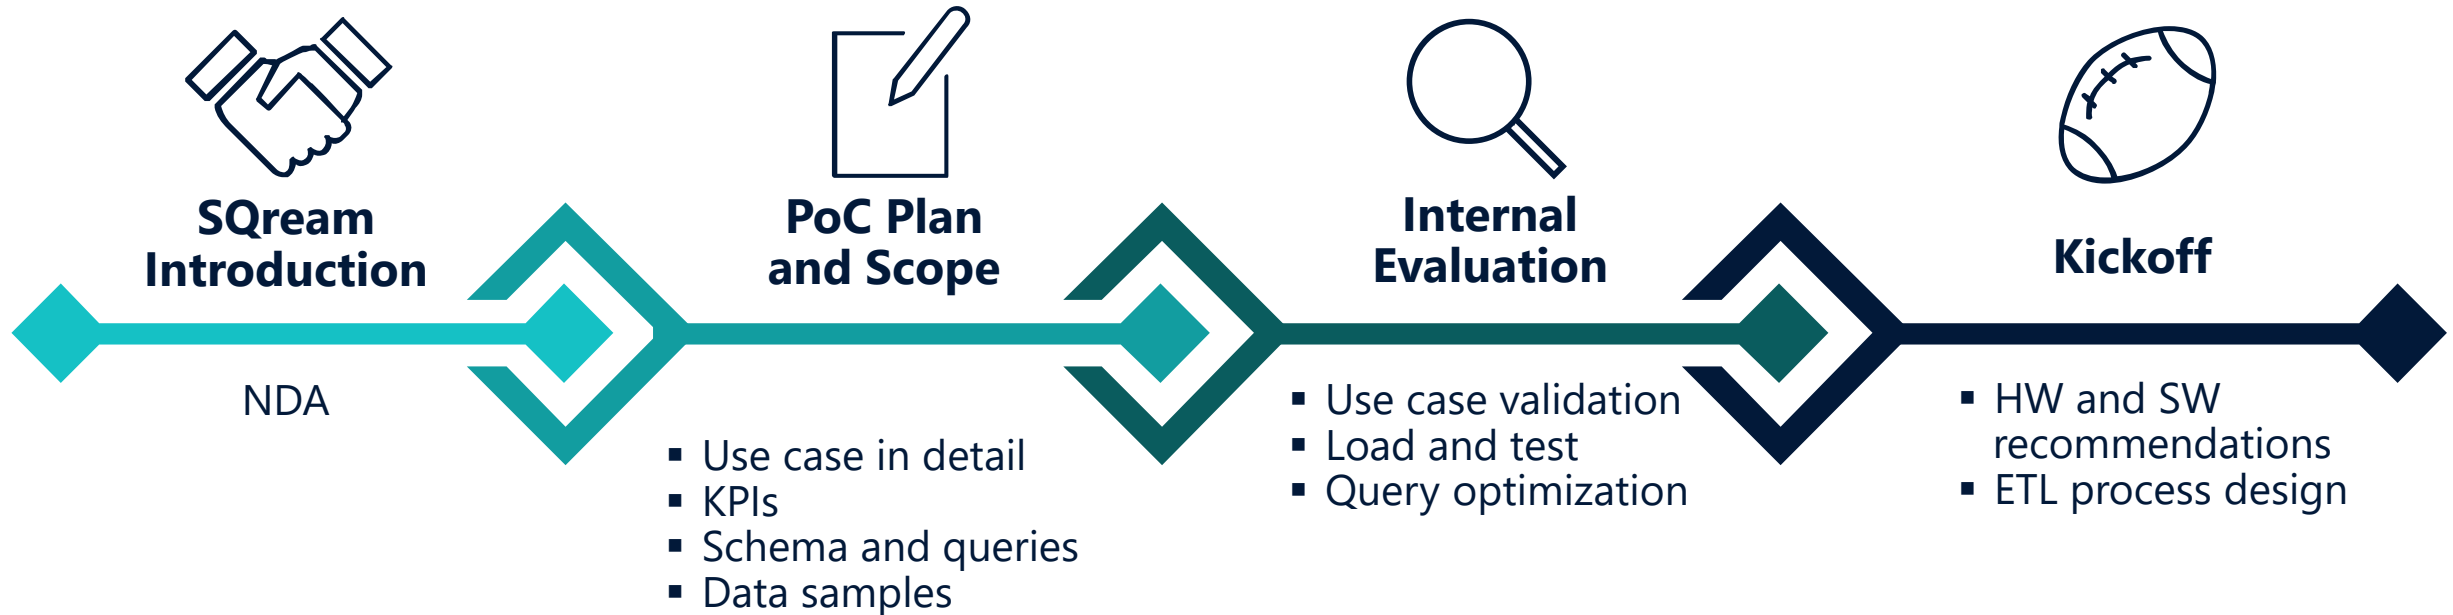 SQream
Introduction
NDA
PoC Plan
and Scope
▪ Use case in detail
▪ KPIs
▪ Schema and queries
▪ Data samples
Internal
Evaluation
▪ Use case validation
▪ Load and test
▪ Query optimization
Kickoff
▪ HW and SW
recommendations
▪ ETL process design